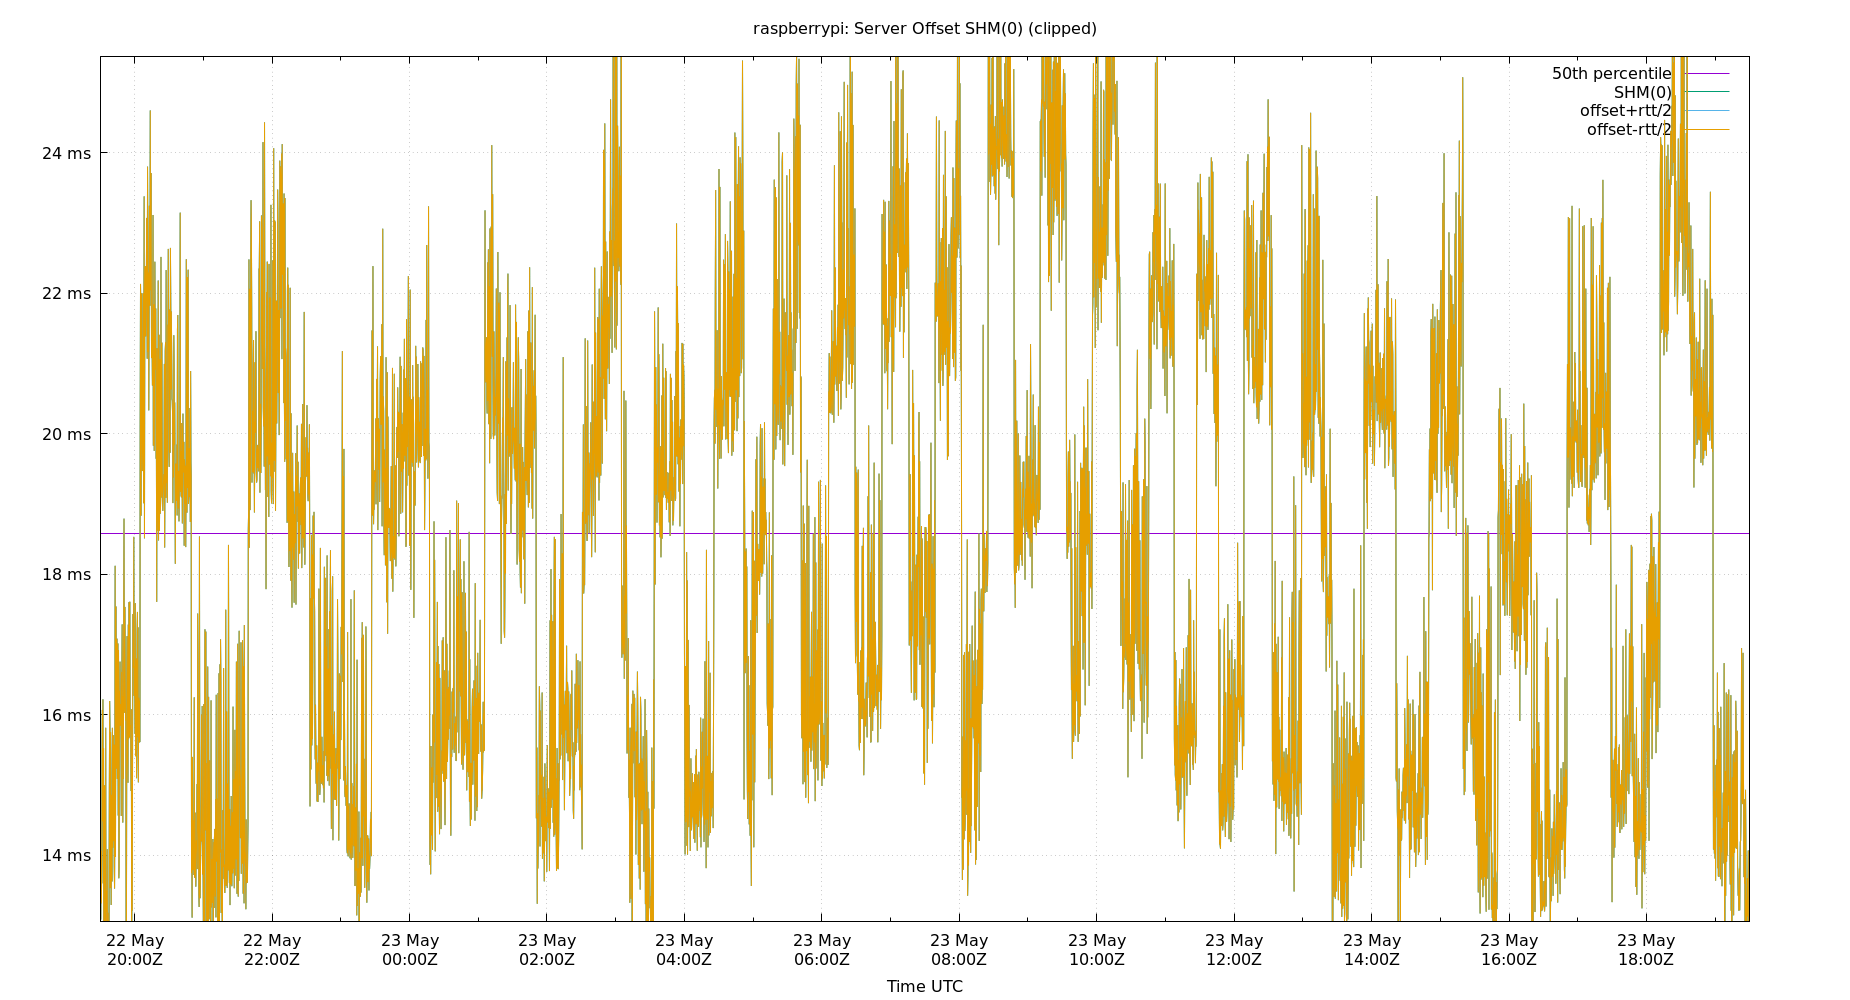 raspberrypi: Server Offset SHM(0) (clipped)
50th percentile
SHM(0)
offset+rtt/2
offset-rtt/2
24 ms
22 ms
20 ms
18 ms
16 ms
14 ms
22 May 22 May 23 May 23 May 23 May 23 May 23 May 23 May 23 May 23 May 23 May 23 May
20:00Z 22:00Z 00:00Z 02:00Z 04:00Z 06:00Z 08:00Z 10:00Z 12:00Z 14:00Z 16:00Z 18:00Z
Time UTC